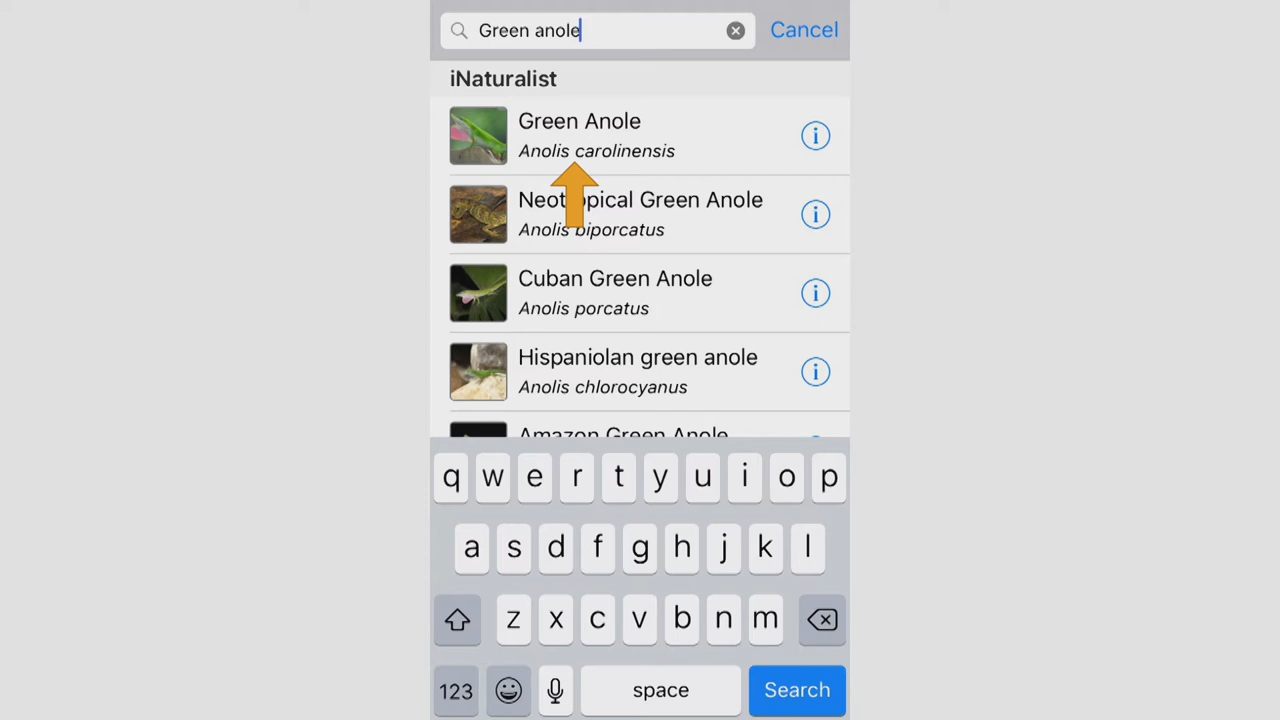 Green anole
Cancel
iNaturalist
Green Anole
Anolis carolinensis
Neotropical Green Anole
Anolis biporcatus
Cuban Green Anole
Anolis porcatus
Hispaniolan green anole
Anolis chlorocyanus
Amazon Green Anole
q w e r t y u i o p
a s d f g h j k l
z x c v b n m
123 space Search